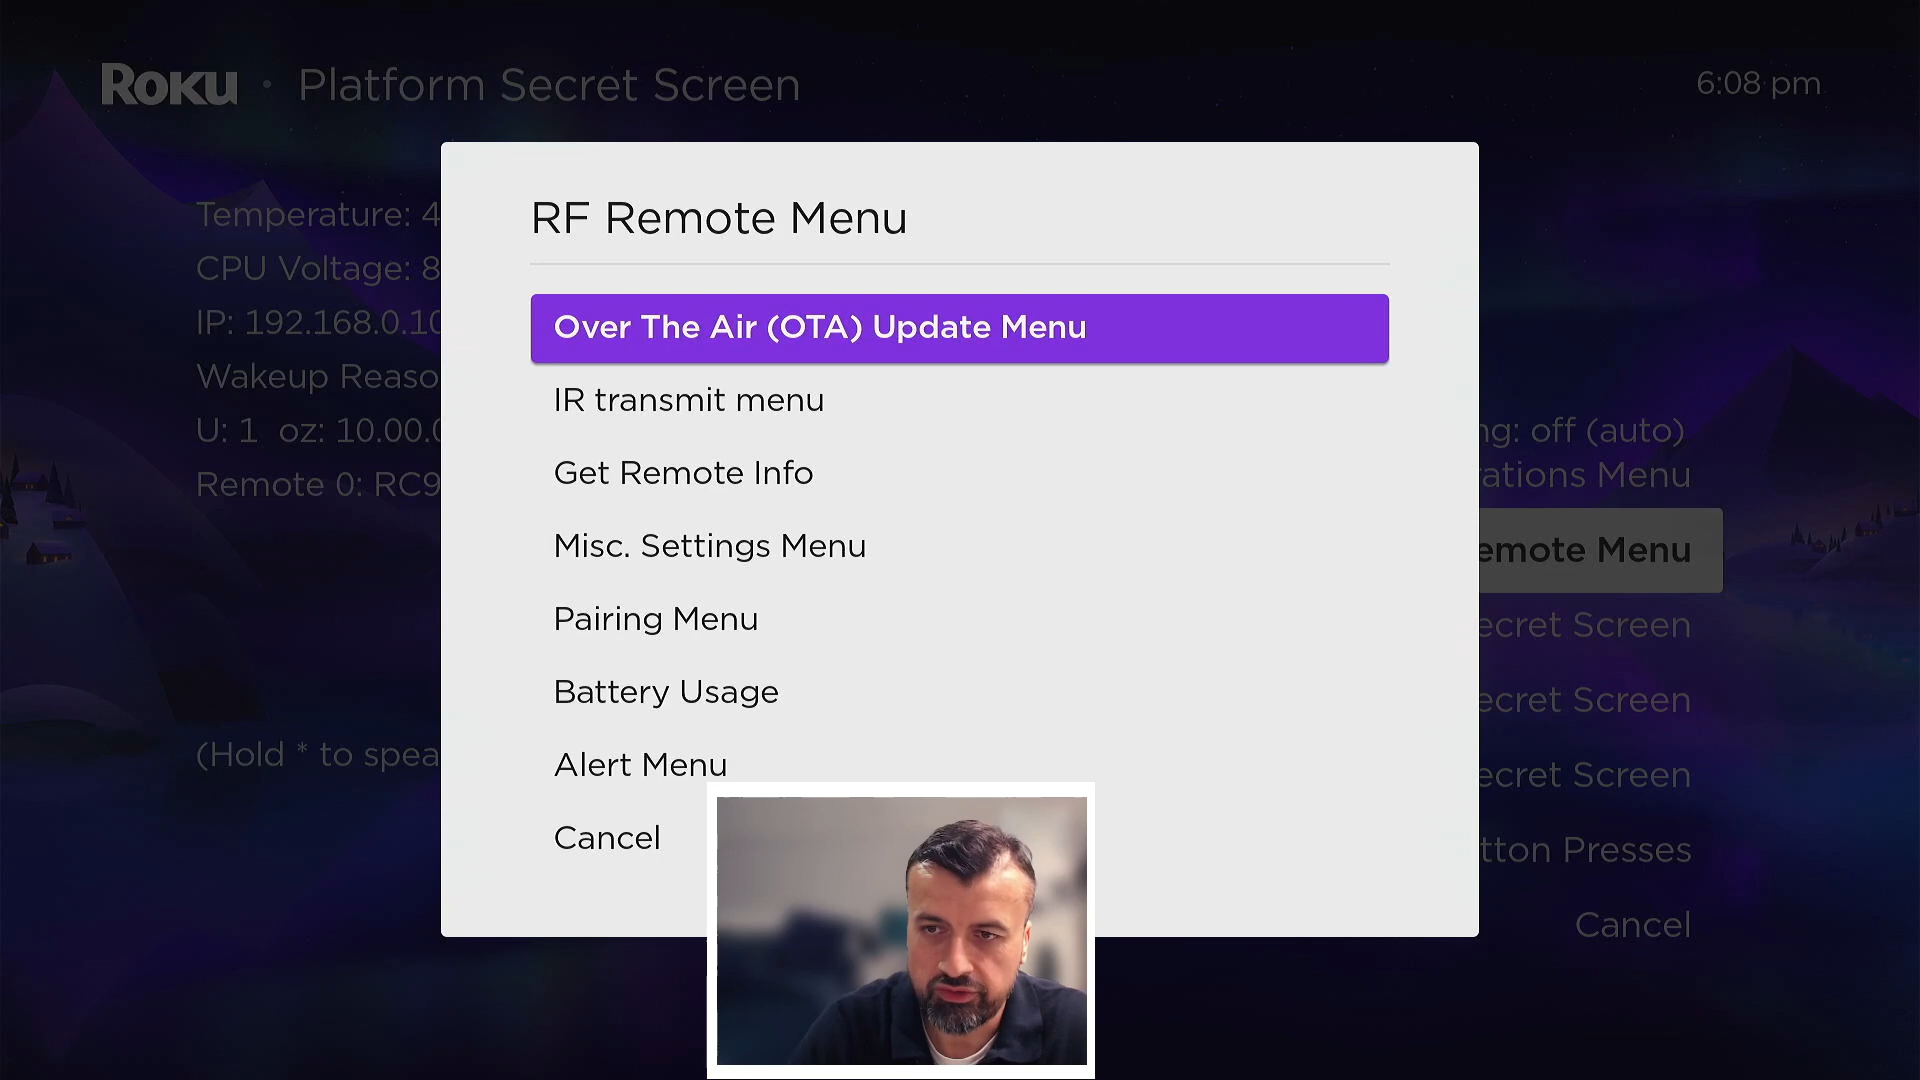 Roku • Platform Secret Screen
6:08 pm
Temperature: 4
CPU Voltage: 8
IP: 192.168.0.10
Wakeup Reaso
U: 1 oz: 10.00.0
Remote 0: RC9
(Hold * to spea
RF Remote Menu
Over The Air (OTA) Update Menu
IR transmit menu
Get Remote Info
Misc. Settings Menu
Pairing Menu
Battery Usage
Alert Menu
Cancel
ng: off (auto)
ations Menu
emote Menu
ecret Screen
ecret Screen
ecret Screen
tton Presses
Cancel